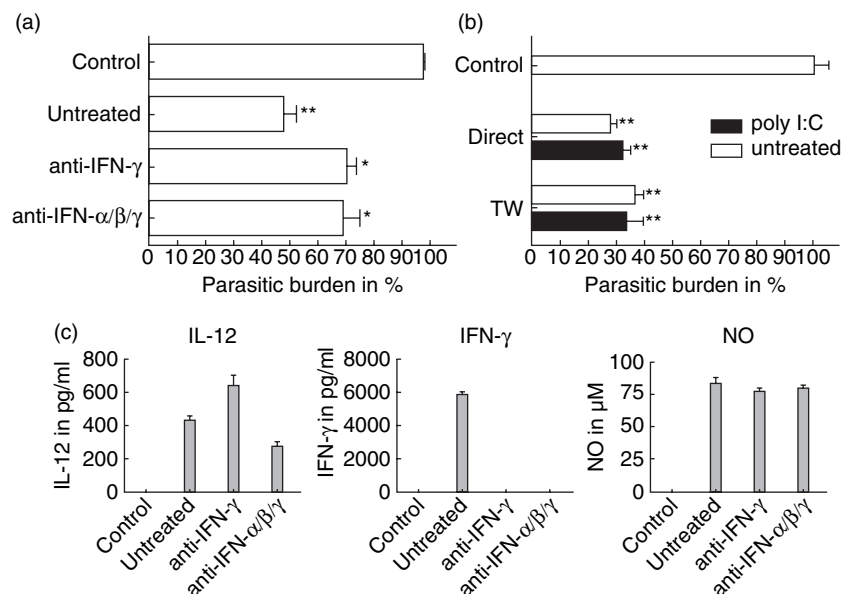 (a)
Control
Untreated
**
anti-IFN-γ
*
anti-IFN-α/β/γ
*
0 10 20 30 40 50 60 70 80 90 100
Parasitic burden in %
(b)
Control
Direct
**
**
TW
**
**
poly I:C
untreated
0 10 20 30 40 50 60 70 80 90 100
Parasitic burden in %
(c)
IL-12
IL-12 in pg/ml
800
600
400
200
0
Control
Untreated
anti-IFN-γ
anti-IFN-α/β/γ
IFN-γ
IFN-γ in pg/ml
8000
6000
4000
2000
0
Control
Untreated
anti-IFN-γ
anti-IFN-α/β/γ
NO
NO in µM
100
75
50
25
0
Control
Untreated
anti-IFN-γ
anti-IFN-α/β/γ